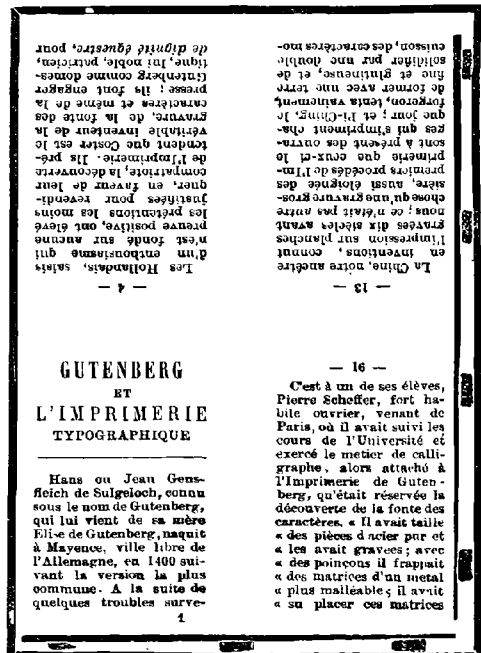 — 4 —
Les Hollandais, saisis
d'un enthousiasme qui
n'est fondé sur aucune
preuve positive, ont élevé
les prétentions les moins
justifiées pour revendi-
quer, en faveur de leur
compatriote, la découverte
de l'Imprimerie. Ils pré-
tendent que Coster est le
véritable inventeur de la
gravure, de la fonte des
caractères et même de la
presse ; ils font engager
Gutenberg comme domes-
tique, lui noble, patricien,
de dignité équestre, pour
— 13 —
La Chine, notre ancêtre
en inventions, connut
l'impression sur planches
gravées dix siècles avant
nous ; ce n'était pas autre
chose qu'une gravure gros-
sière, aussi éloignée des
premiers procédés de l'Im-
primerie que ceux-ci le
sont à présent des ouvra-
ges qui s'impriment cha-
que jour ; et Pi-Ching, le
forgeron, tenta vainement,
de former avec une terre
fine et glutineuse, et de
solidifier par une double
cuisson, des caractères mo-
GUTENBERG
ET
L'IMPRIMERIE
TYPOGRAPHIQUE
Hans ou Jean Gens-
fleich de Sulgeloch, connu
sous le nom de Gutenberg,
qui lui vient de sa mère
Elise de Gutenberg, naquit
à Mayence, ville libre de
l'Allemagne, en 1400 sui-
vant la version la plus
commune. A la suite de
quelques troubles surve-
1
— 16 —
C'est à un de ses élèves,
Pierre Schœffer, fort ha-
bile ouvrier, venant de
Paris, où il avait suivi les
cours de l'Université et
exercé le metier de calli-
graphe, alors attaché à
l'Imprimerie de Guten-
berg, qu'était réservée la
découverte de la fonte des
caractères. « Il avait taille
« des pièces d acier par et
« les avait gravees ; avec
« des poinçons il frappait
« des matrices d'un metal
« plus malléable ; il avait
« su placer ces matrices